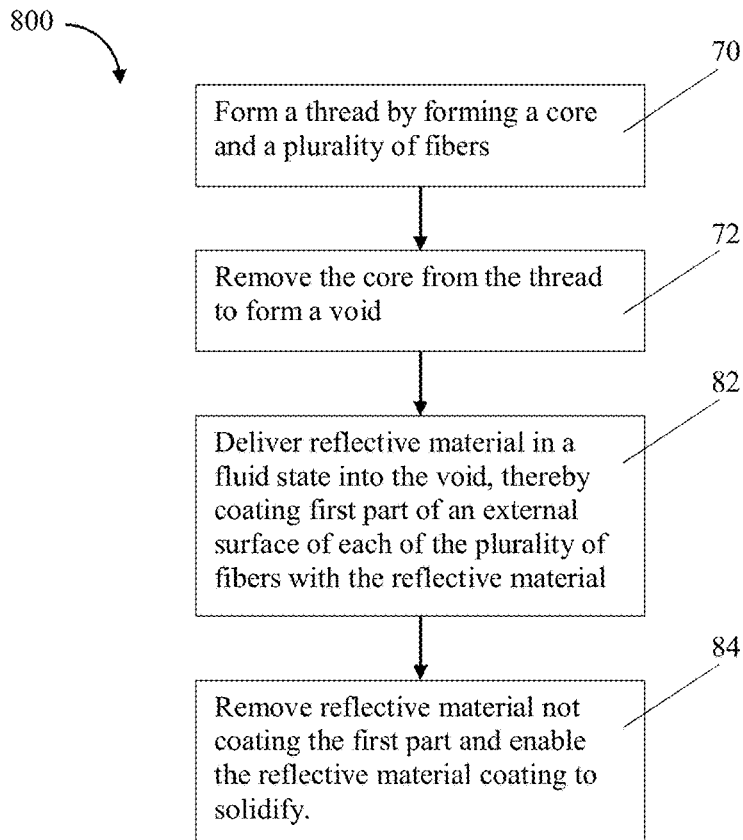 800
70
Form a thread by forming a core
and a plurality of fibers
72
Remove the core from the thread
to form a void
82
Deliver reflective material in a
fluid state into the void, thereby
coating first part of an external
surface of each of the plurality of
fibers with the reflective material
84
Remove reflective material not
coating the first part and enable
the reflective material coating to
solidify.